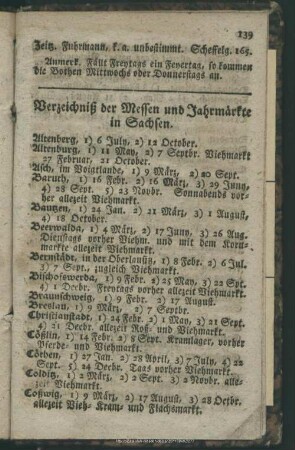 239
Zeitz. Fuhrmann, k. a. unbestimmt. Scheffelg. 165.
Anmerk. Fällt Freytags ein Feyertag, so kommen
die Bothen Mittwochs oder Donnerstags an.
Verzeichniß der Messen und Jahrmärkte
in Sachsen.
Altenberg, 1) 6 July, 2) 12 October.
Altenburg, 1) 11 May, 2) 7 Septbr. Viehmarkt
27 Februar, 21 October.
Asch, im Voigtlande, 1) 9 März, 2) 20 Sept.
Baruth, 1) 16 Febr. 2) 16 März, 3) 29 Juny,
4) 28 Sept. 5) 23 Novbr. Sonnabends vor-
her allezeit Viehmarkt.
Bautzen, 1) 24 Jan. 2) 21 März, 3) 1 August,
4) 18 October.
Beerwalda, 1) 4 März, 2) 17 Juny, 3) 26 Aug.
Dienstags vorher Viehm. und mit dem Korn-
markte allezeit Viehmarkt.
Bernstädt, in der Oberlausitz, 1) 8 Febr. 2) 6 Jul.
3) 7 Sept., zugleich Viehmarkt.
Bischofswerda, 1) 9 Febr. 2) 25 May, 3) 22 Spt.
4) 1 Decbr. Freytags vorher allezeit Viehmarkt.
Braunschweig, 1) 9 Febr. 2) 17 August.
Breslau, 1) 9 März, 2) 7 Septbr.
Christianstadt, 1) 24 Febr. 2) 1 May, 3) 21 Sept.
4) 21 Decbr. allezeit Roß- und Viehmarkt.
Cößlin, 1) 14 Febr. 2) 8 Sept. Kramlager, vorher
Pferde- und Viehmarkt.
Cöthen, 1) 27 Jan. 2) 28 April, 3) 7 July, 4) 22
Sept. 5) 14 Decbr. Tags vorher Viehmarkt.
Colditz, 1) 2 März, 2) 2 Sept. 3) 2 Novbr. alle-
zeit Viehmarkt.
Coswig, 1) 9 März, 2) 17 August, 3) 28 Octbr.
allezeit Vieh- Kram- und Flachsmarkt.